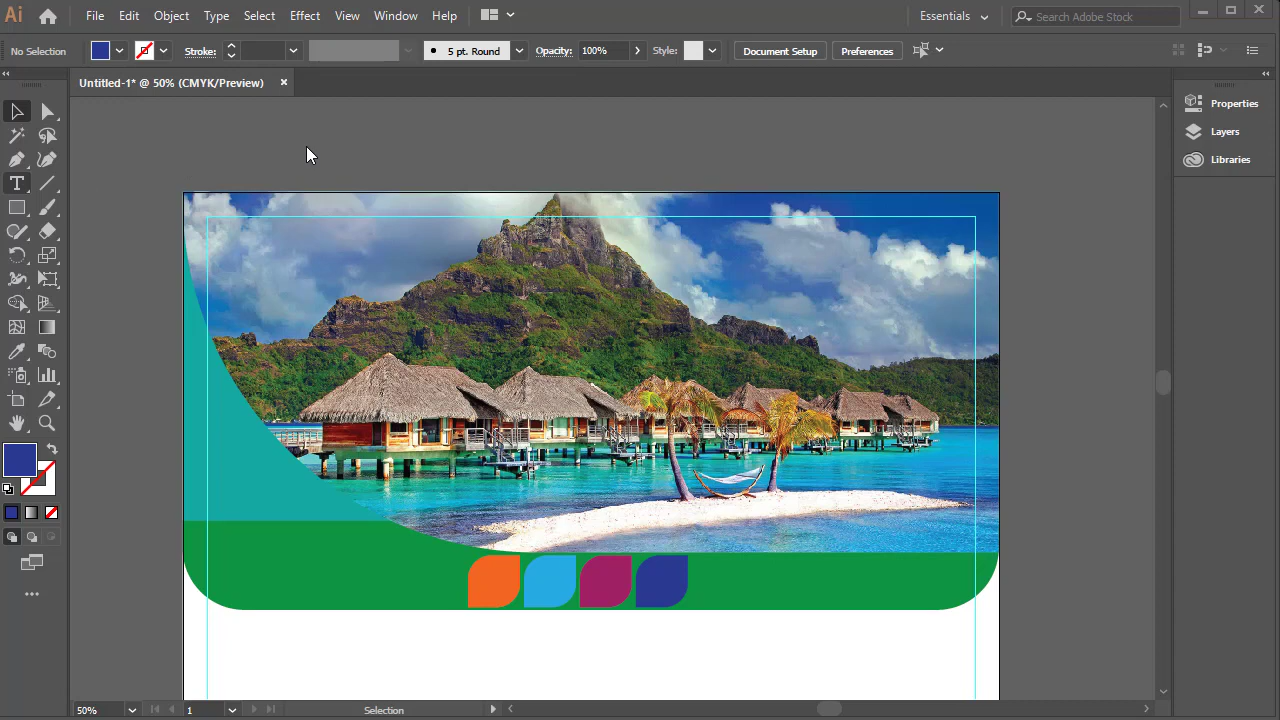 Ai File Edit Object Type Select Effect View Window Help Essentials Search Adobe Stock
No Selection Stroke: 5 pt. Round Opacity: 100% Style: Document Setup Preferences
Untitled-1* @ 50% (CMYK/Preview)
Properties
Layers
Libraries
50% 1 Selection